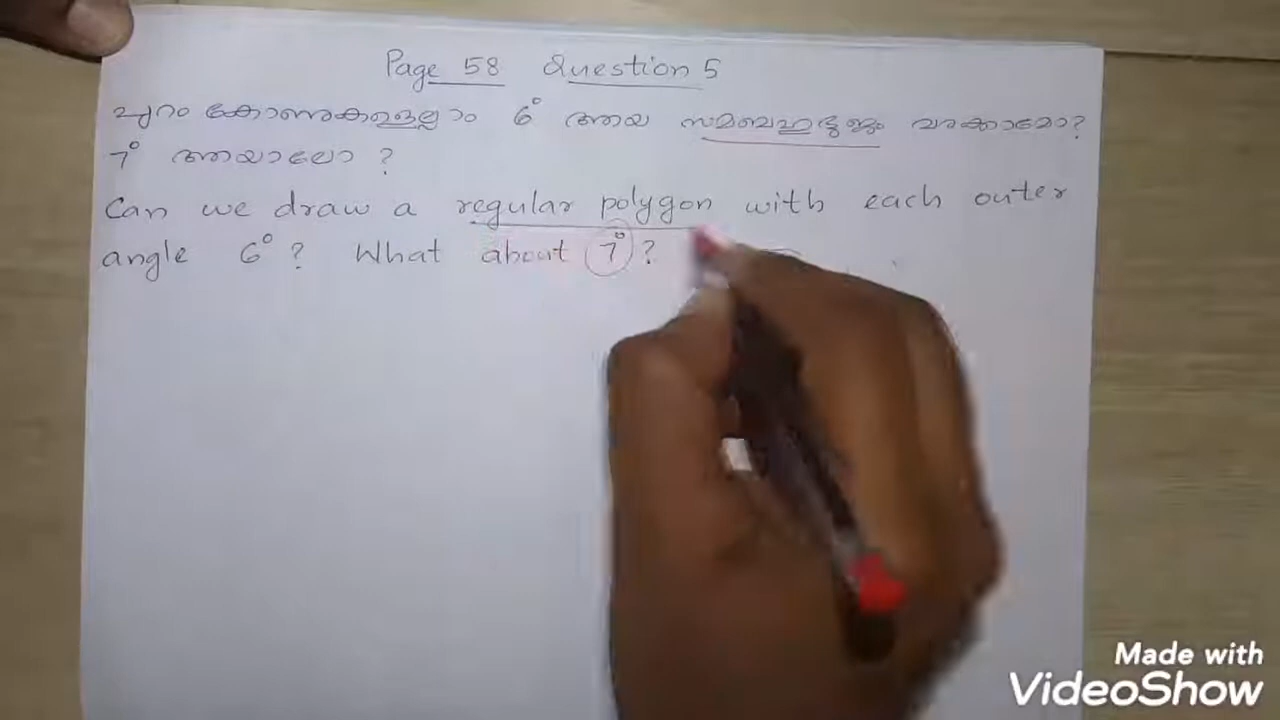 Page 58 Question 5
പുറം കോണുകളെല്ലാം 6° ആയ സമബഹുഭുജം വരക്കാമോ?
7° ആയാലോ ?
Can we draw a regular polygon with each outer
angle 6° ? What about 7° ?
Made with
VideoShow